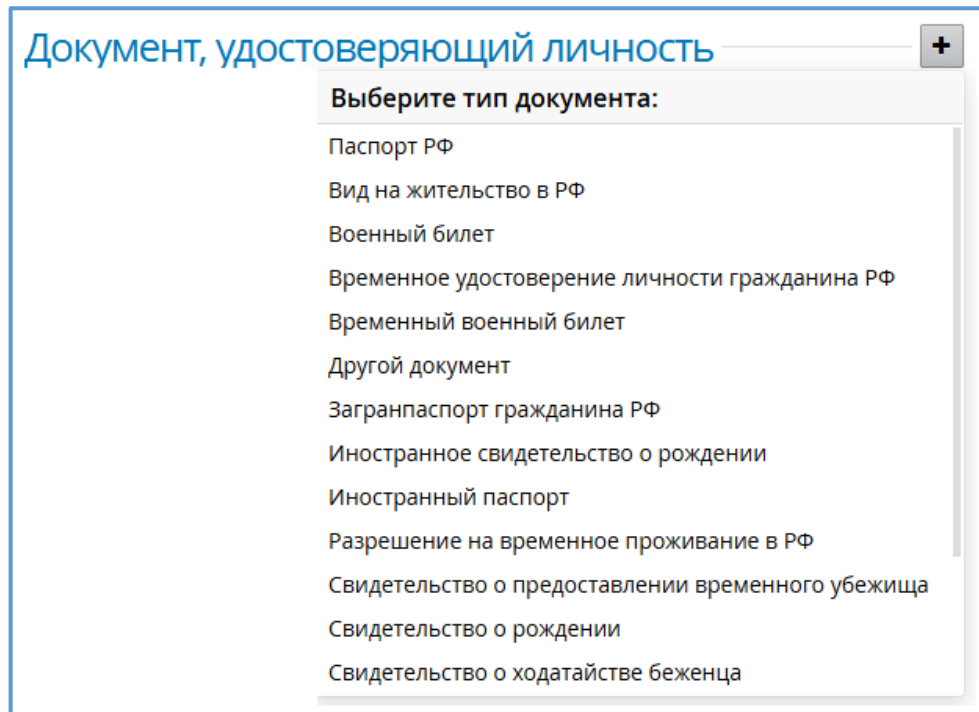 Документ, удостоверяющий личность
+
Выберите тип документа:
Паспорт РФ
Вид на жительство в РФ
Военный билет
Временное удостоверение личности гражданина РФ
Временный военный билет
Другой документ
Загранпаспорт гражданина РФ
Иностранное свидетельство о рождении
Иностранный паспорт
Разрешение на временное проживание в РФ
Свидетельство о предоставлении временного убежища
Свидетельство о рождении
Свидетельство о ходатайстве беженца